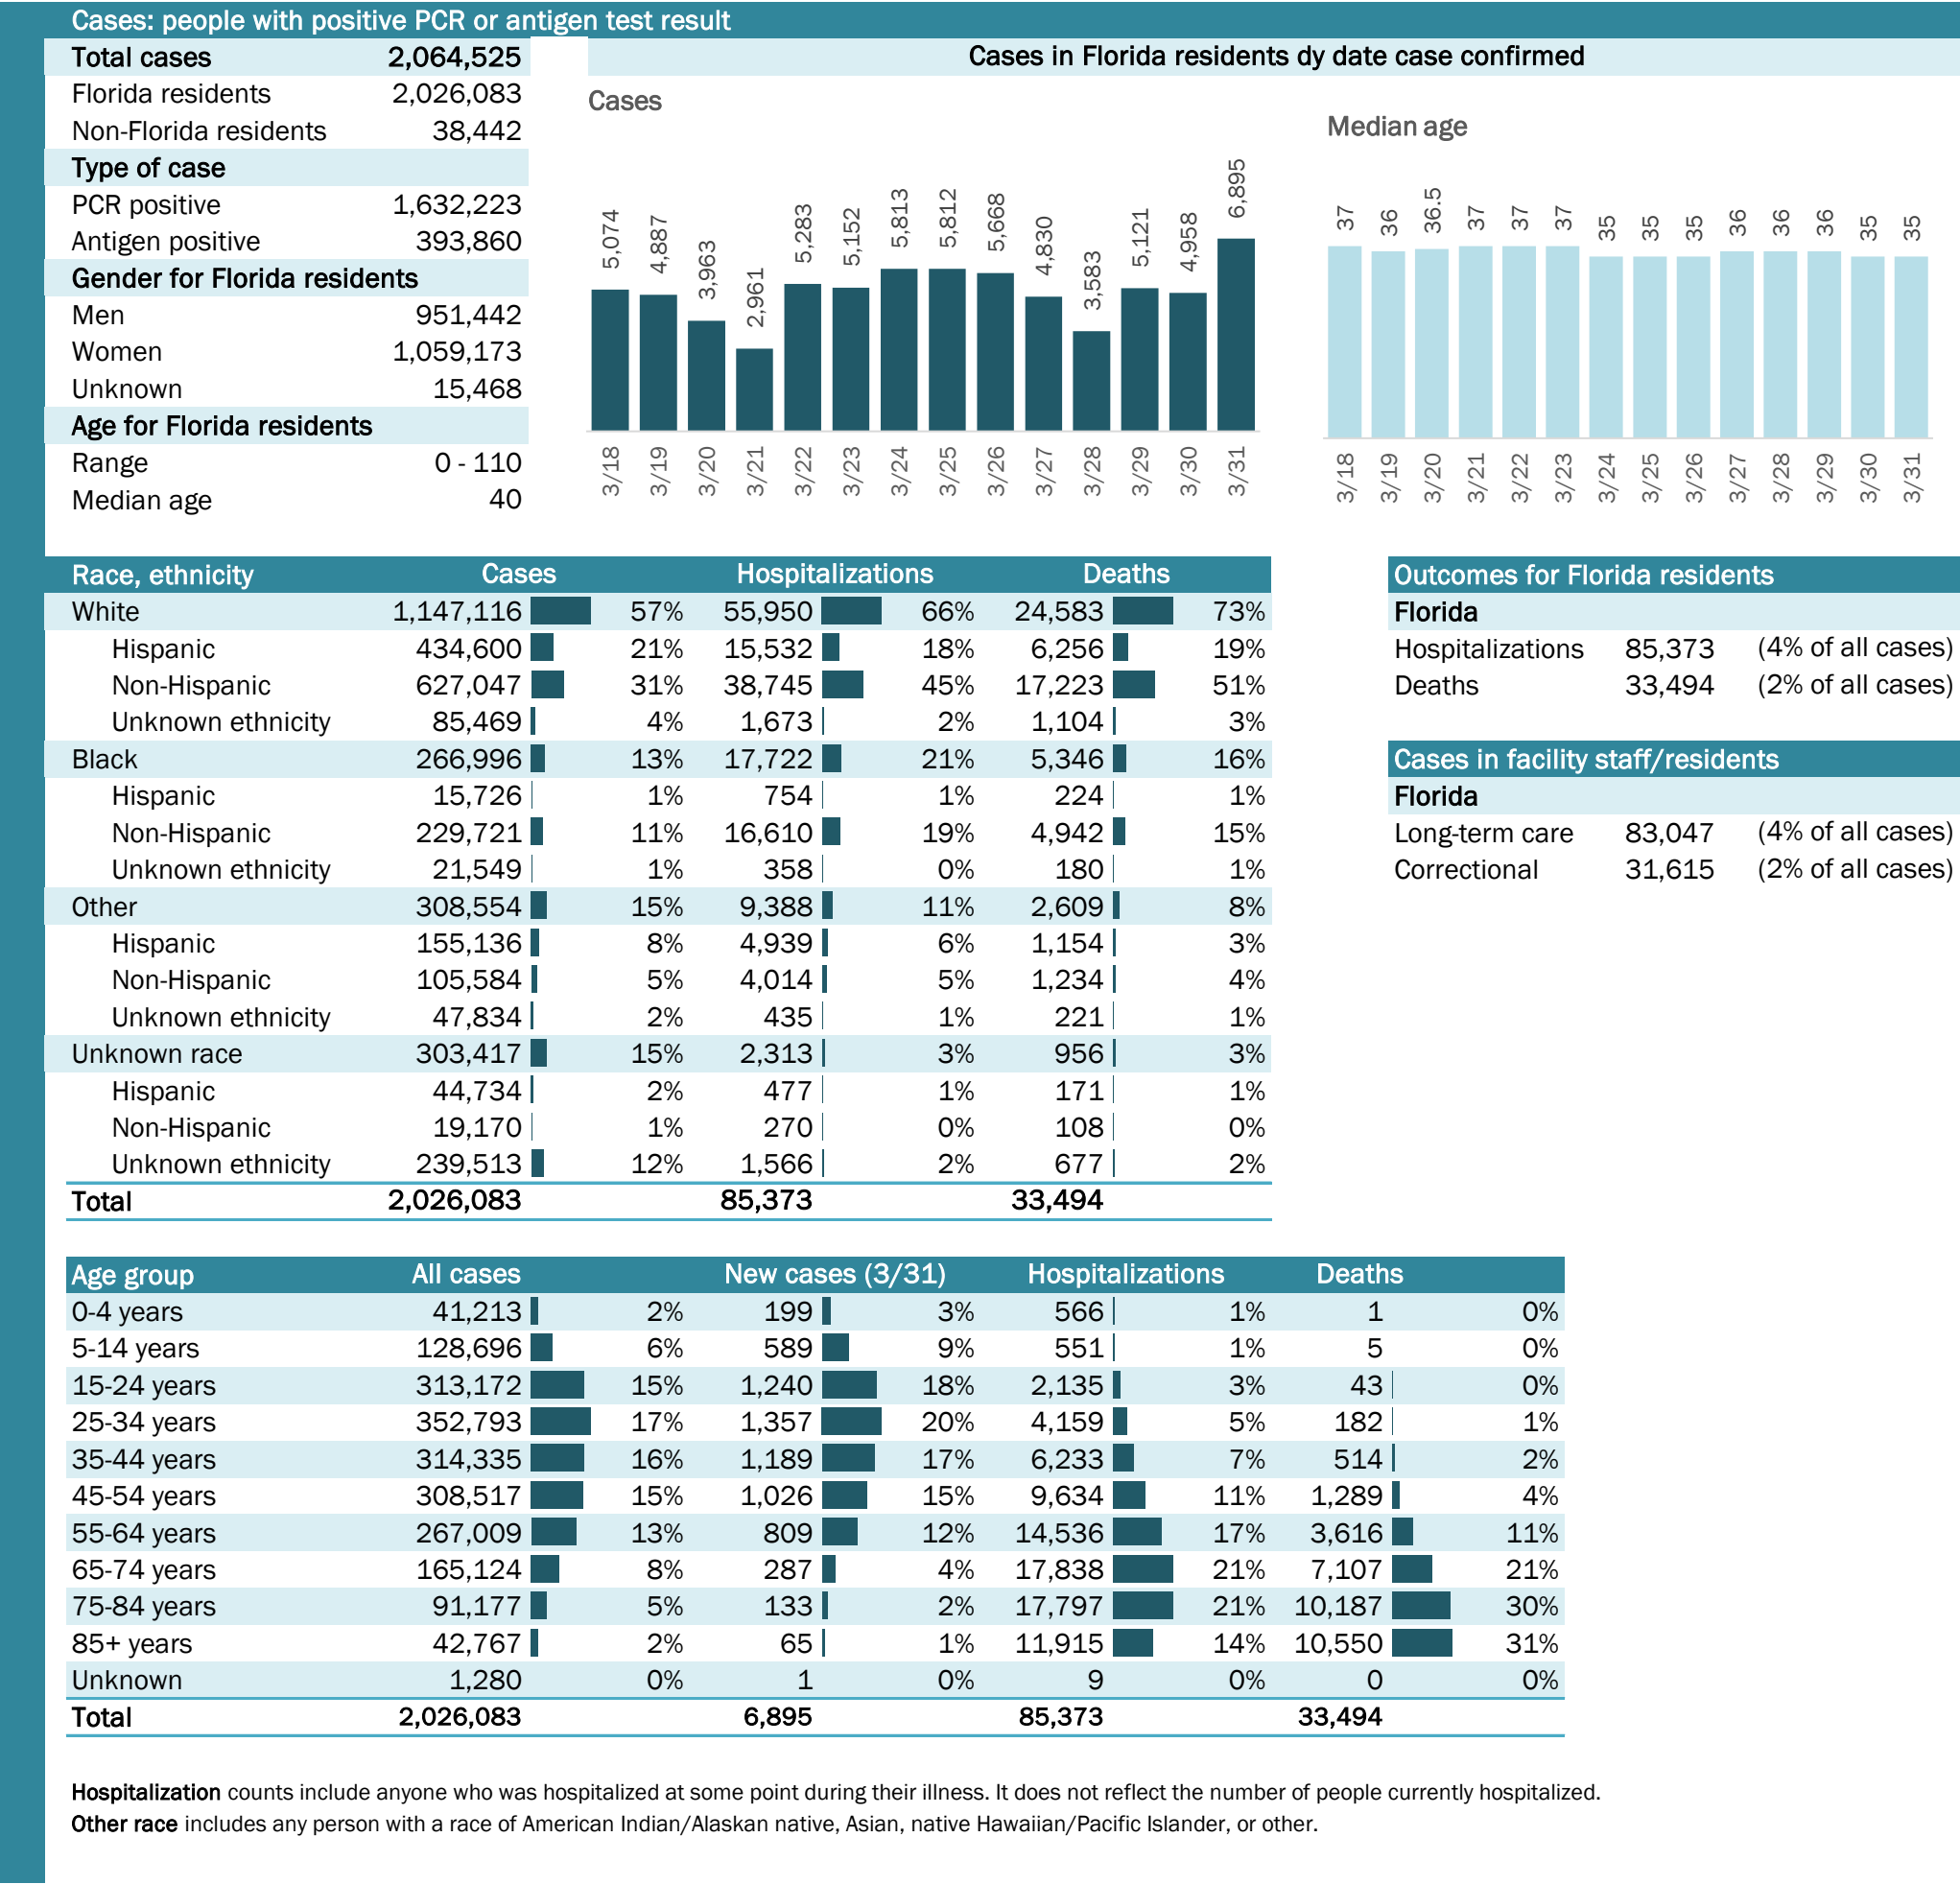 Cases: people with positive PCR or antigen test result
Total cases 2,064,525
Florida residents 2,026,083
Non-Florida residents 38,442
Type of case
PCR positive 1,632,223
Antigen positive 393,860
Gender for Florida residents
Men 951,442
Women 1,059,173
Unknown 15,468
Age for Florida residents
Range 0 - 110
Median age 40
Cases in Florida residents dy date case confirmed
Cases
5,074 4,887 3,963 2,961 5,283 5,152 5,813 5,812 5,668 4,830 3,583 5,121 4,958 6,895
3/18 3/19 3/20 3/21 3/22 3/23 3/24 3/25 3/26 3/27 3/28 3/29 3/30 3/31
Median age
37 36 36.5 37 37 37 35 35 35 36 36 36 35 35
3/18 3/19 3/20 3/21 3/22 3/23 3/24 3/25 3/26 3/27 3/28 3/29 3/30 3/31
Race, ethnicity Cases Hospitalizations Deaths
White 1,147,116 57% 55,950 66% 24,583 73%
Hispanic 434,600 21% 15,532 18% 6,256 19%
Non-Hispanic 627,047 31% 38,745 45% 17,223 51%
Unknown ethnicity 85,469 4% 1,673 2% 1,104 3%
Black 266,996 13% 17,722 21% 5,346 16%
Hispanic 15,726 1% 754 1% 224 1%
Non-Hispanic 229,721 11% 16,610 19% 4,942 15%
Unknown ethnicity 21,549 1% 358 0% 180 1%
Other 308,554 15% 9,388 11% 2,609 8%
Hispanic 155,136 8% 4,939 6% 1,154 3%
Non-Hispanic 105,584 5% 4,014 5% 1,234 4%
Unknown ethnicity 47,834 2% 435 1% 221 1%
Unknown race 303,417 15% 2,313 3% 956 3%
Hispanic 44,734 2% 477 1% 171 1%
Non-Hispanic 19,170 1% 270 0% 108 0%
Unknown ethnicity 239,513 12% 1,566 2% 677 2%
Total 2,026,083 85,373 33,494
Outcomes for Florida residents
Florida
Hospitalizations 85,373 (4% of all cases)
Deaths 33,494 (2% of all cases)
Cases in facility staff/residents
Florida
Long-term care 83,047 (4% of all cases)
Correctional 31,615 (2% of all cases)
Age group All cases New cases (3/31) Hospitalizations Deaths
0-4 years 41,213 2% 199 3% 566 1% 1 0%
5-14 years 128,696 6% 589 9% 551 1% 5 0%
15-24 years 313,172 15% 1,240 18% 2,135 3% 43 0%
25-34 years 352,793 17% 1,357 20% 4,159 5% 182 1%
35-44 years 314,335 16% 1,189 17% 6,233 7% 514 2%
45-54 years 308,517 15% 1,026 15% 9,634 11% 1,289 4%
55-64 years 267,009 13% 809 12% 14,536 17% 3,616 11%
65-74 years 165,124 8% 287 4% 17,838 21% 7,107 21%
75-84 years 91,177 5% 133 2% 17,797 21% 10,187 30%
85+ years 42,767 2% 65 1% 11,915 14% 10,550 31%
Unknown 1,280 0% 1 0% 9 0% 0 0%
Total 2,026,083 6,895 85,373 33,494
Hospitalization counts include anyone who was hospitalized at some point during their illness. It does not reflect the number of people currently hospitalized.
Other race includes any person with a race of American Indian/Alaskan native, Asian, native Hawaiian/Pacific Islander, or other.